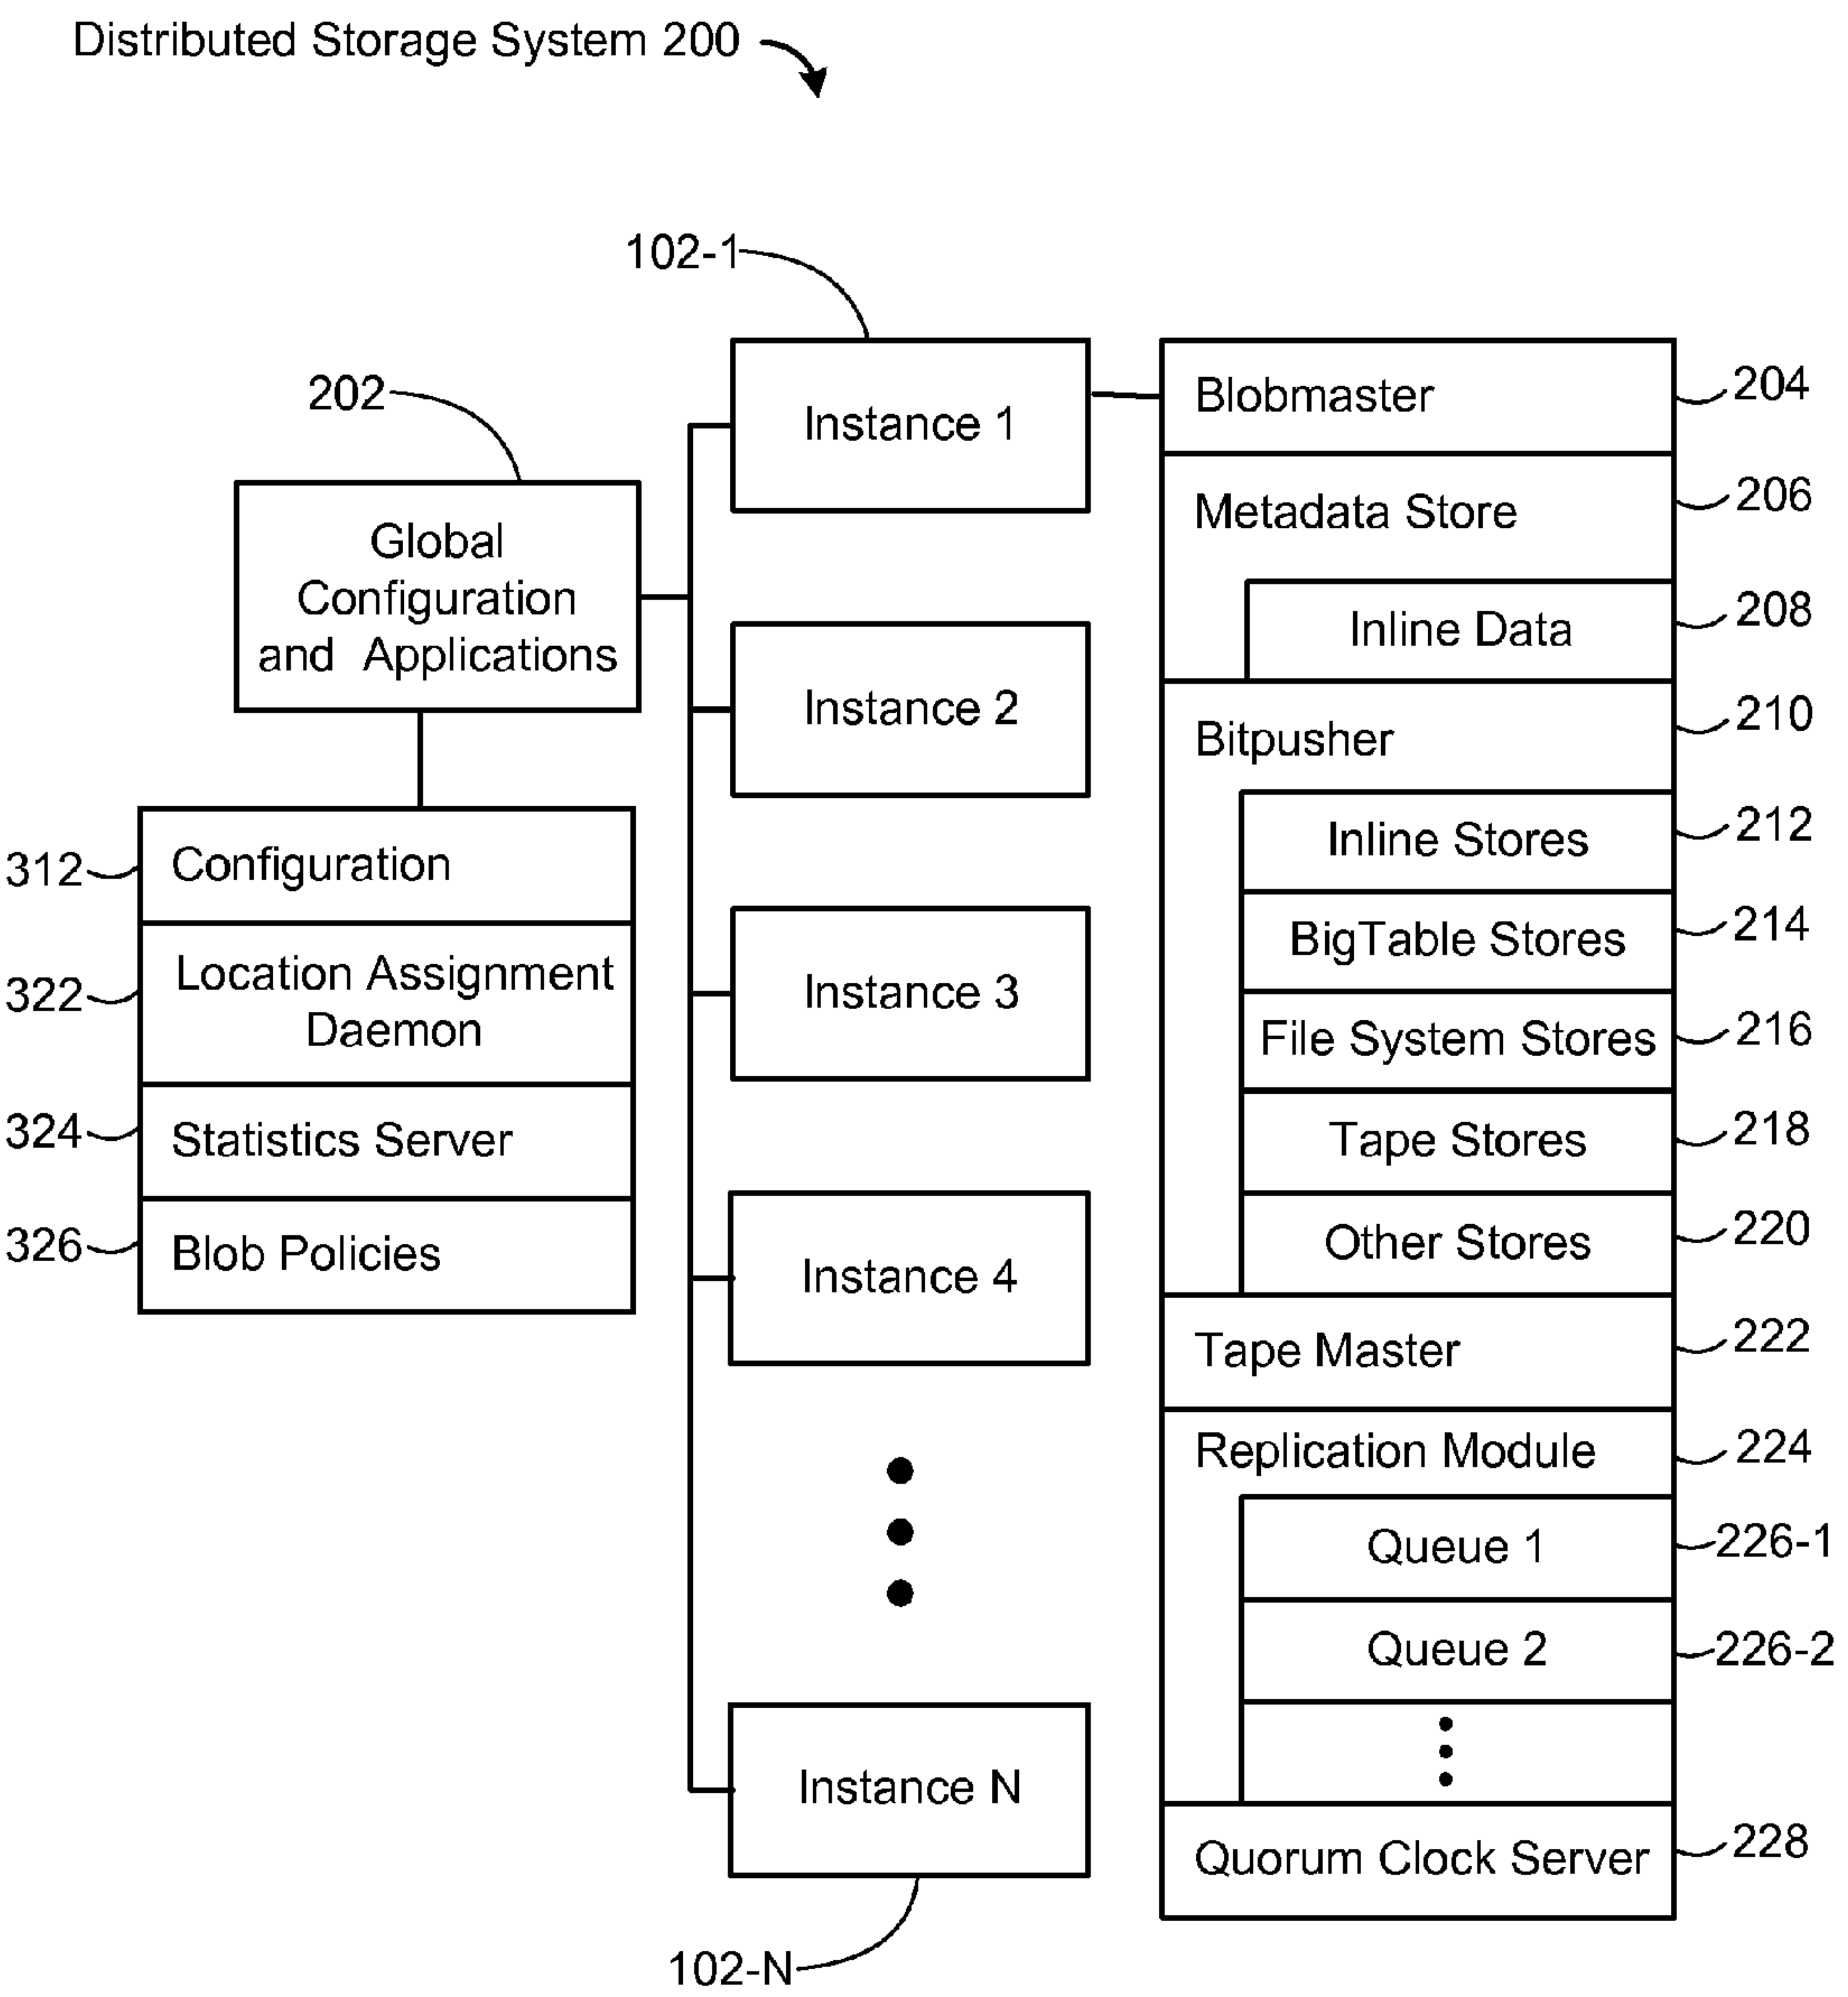 Distributed Storage System 200
102-1
202
Global
Configuration
and Applications
312
Configuration
322
Location Assignment
Daemon
324
Statistics Server
326
Blob Policies
Instance 1
Instance 2
Instance 3
Instance 4
Instance N
102-N
Blobmaster
204
Metadata Store
206
Inline Data
208
Bitpusher
210
Inline Stores
212
BigTable Stores
214
File System Stores
216
Tape Stores
218
Other Stores
220
Tape Master
222
Replication Module
224
Queue 1
226-1
Queue 2
226-2
Quorum Clock Server
228